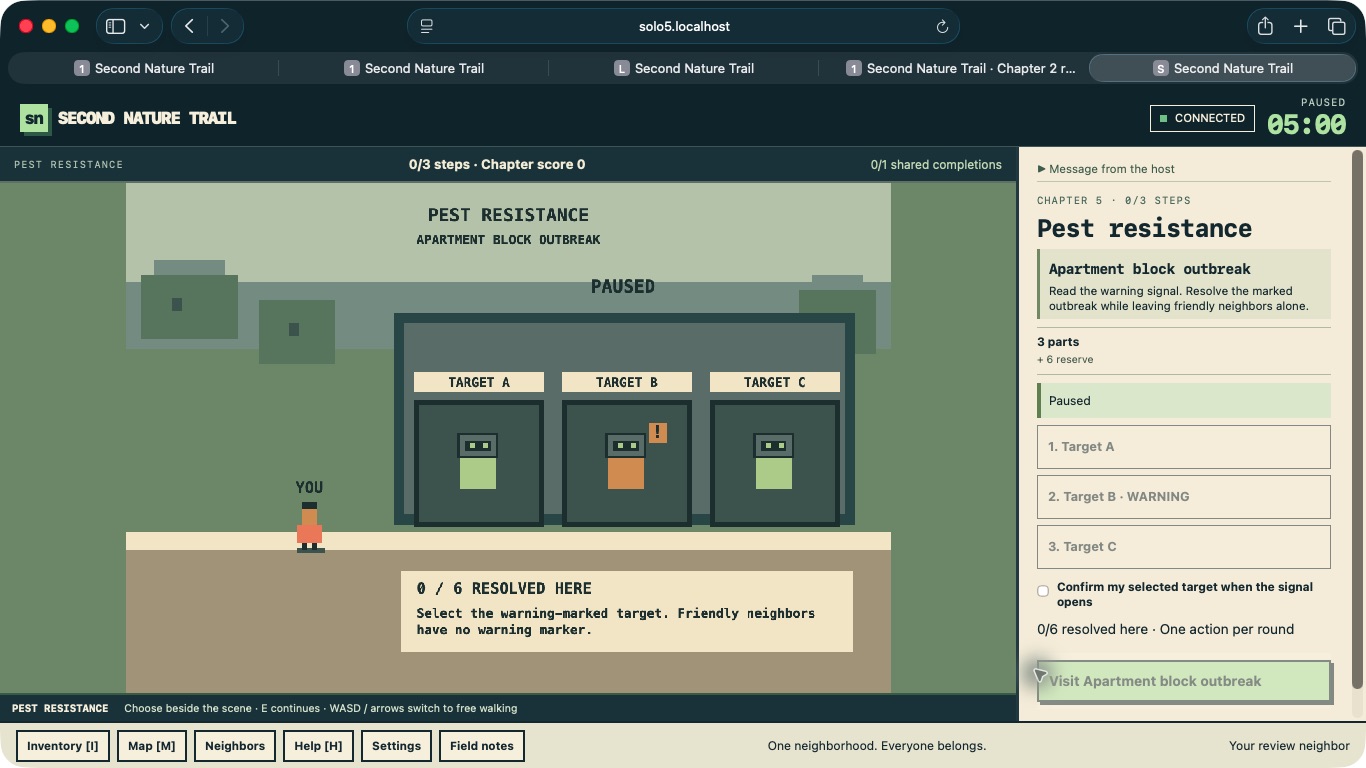 solo5.localhost
1 Second Nature Trail
1 Second Nature Trail
L Second Nature Trail
1 Second Nature Trail · Chapter 2 r...
S Second Nature Trail
sn SECOND NATURE TRAIL
CONNECTED
PAUSED
05:00
PEST RESISTANCE
0/3 steps · Chapter score 0
0/1 shared completions
PEST RESISTANCE
APARTMENT BLOCK OUTBREAK
PAUSED
TARGET A
TARGET B
TARGET C
!
YOU
0 / 6 RESOLVED HERE
Select the warning-marked target. Friendly neighbors
have no warning marker.
PEST RESISTANCE Choose beside the scene · E continues · WASD / arrows switch to free walking
Message from the host
CHAPTER 5 · 0/3 STEPS
Pest resistance
Apartment block outbreak
Read the warning signal. Resolve the marked
outbreak while leaving friendly neighbors alone.
3 parts
+ 6 reserve
Paused
1. Target A
2. Target B · WARNING
3. Target C
Confirm my selected target when the signal
opens
0/6 resolved here · One action per round
Visit Apartment block outbreak
Inventory [I]
Map [M]
Neighbors
Help [H]
Settings
Field notes
One neighborhood. Everyone belongs.
Your review neighbor